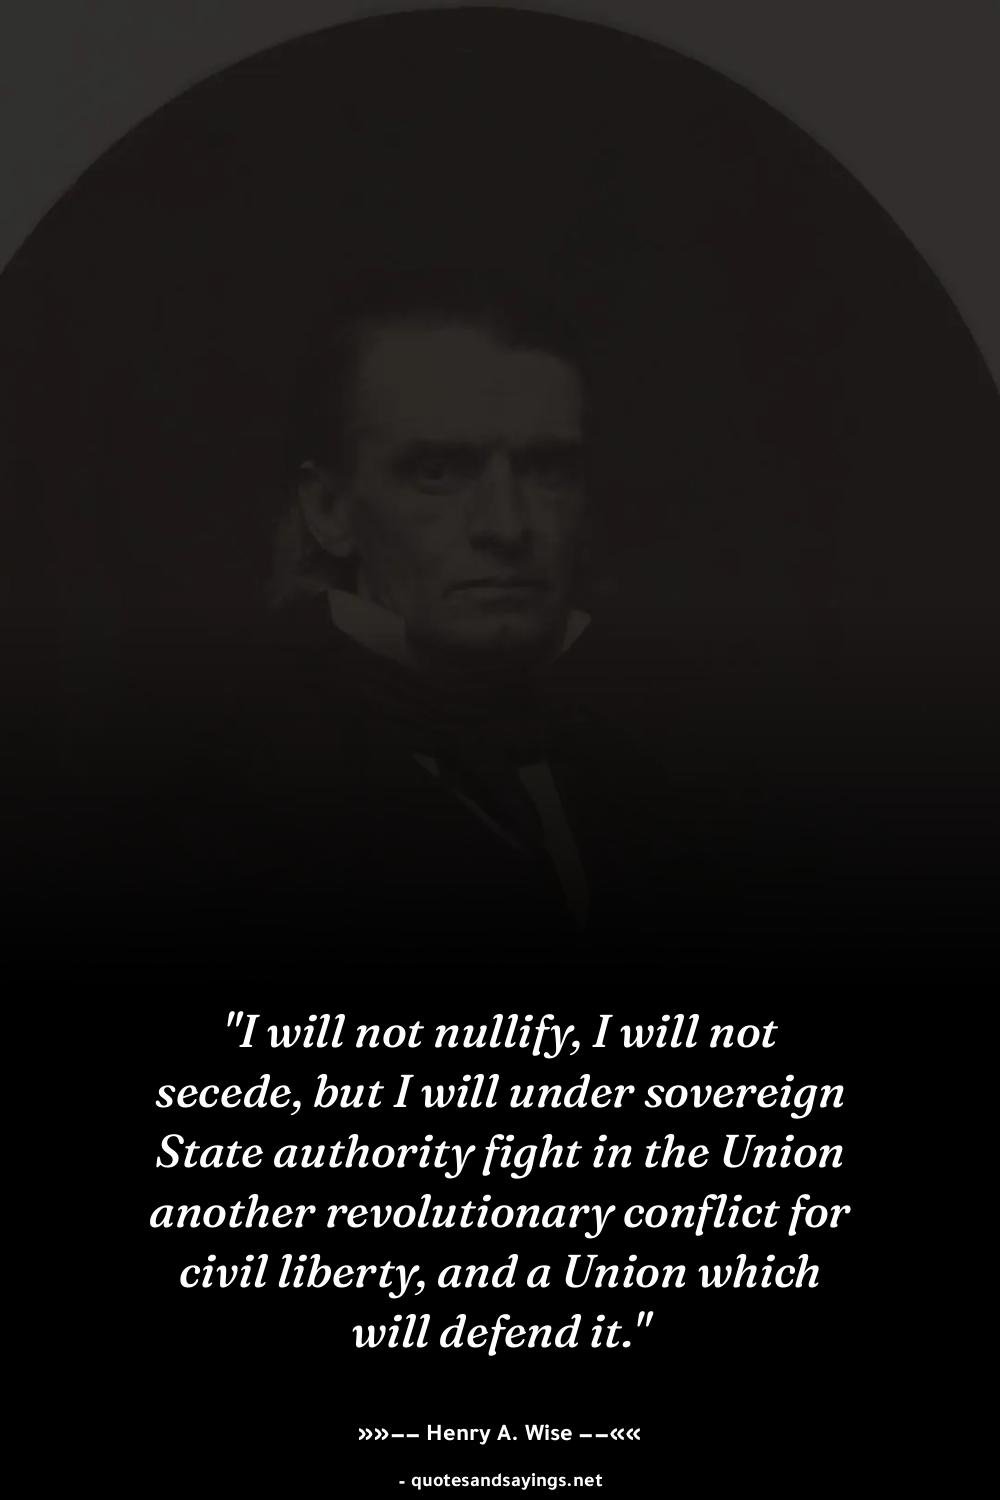 "I will not nullify, I will not
secede, but I will under sovereign
State authority fight in the Union
another revolutionary conflict for
civil liberty, and a Union which
will defend it."
»»–– Henry A. Wise ––««
- quotesandsayings.net